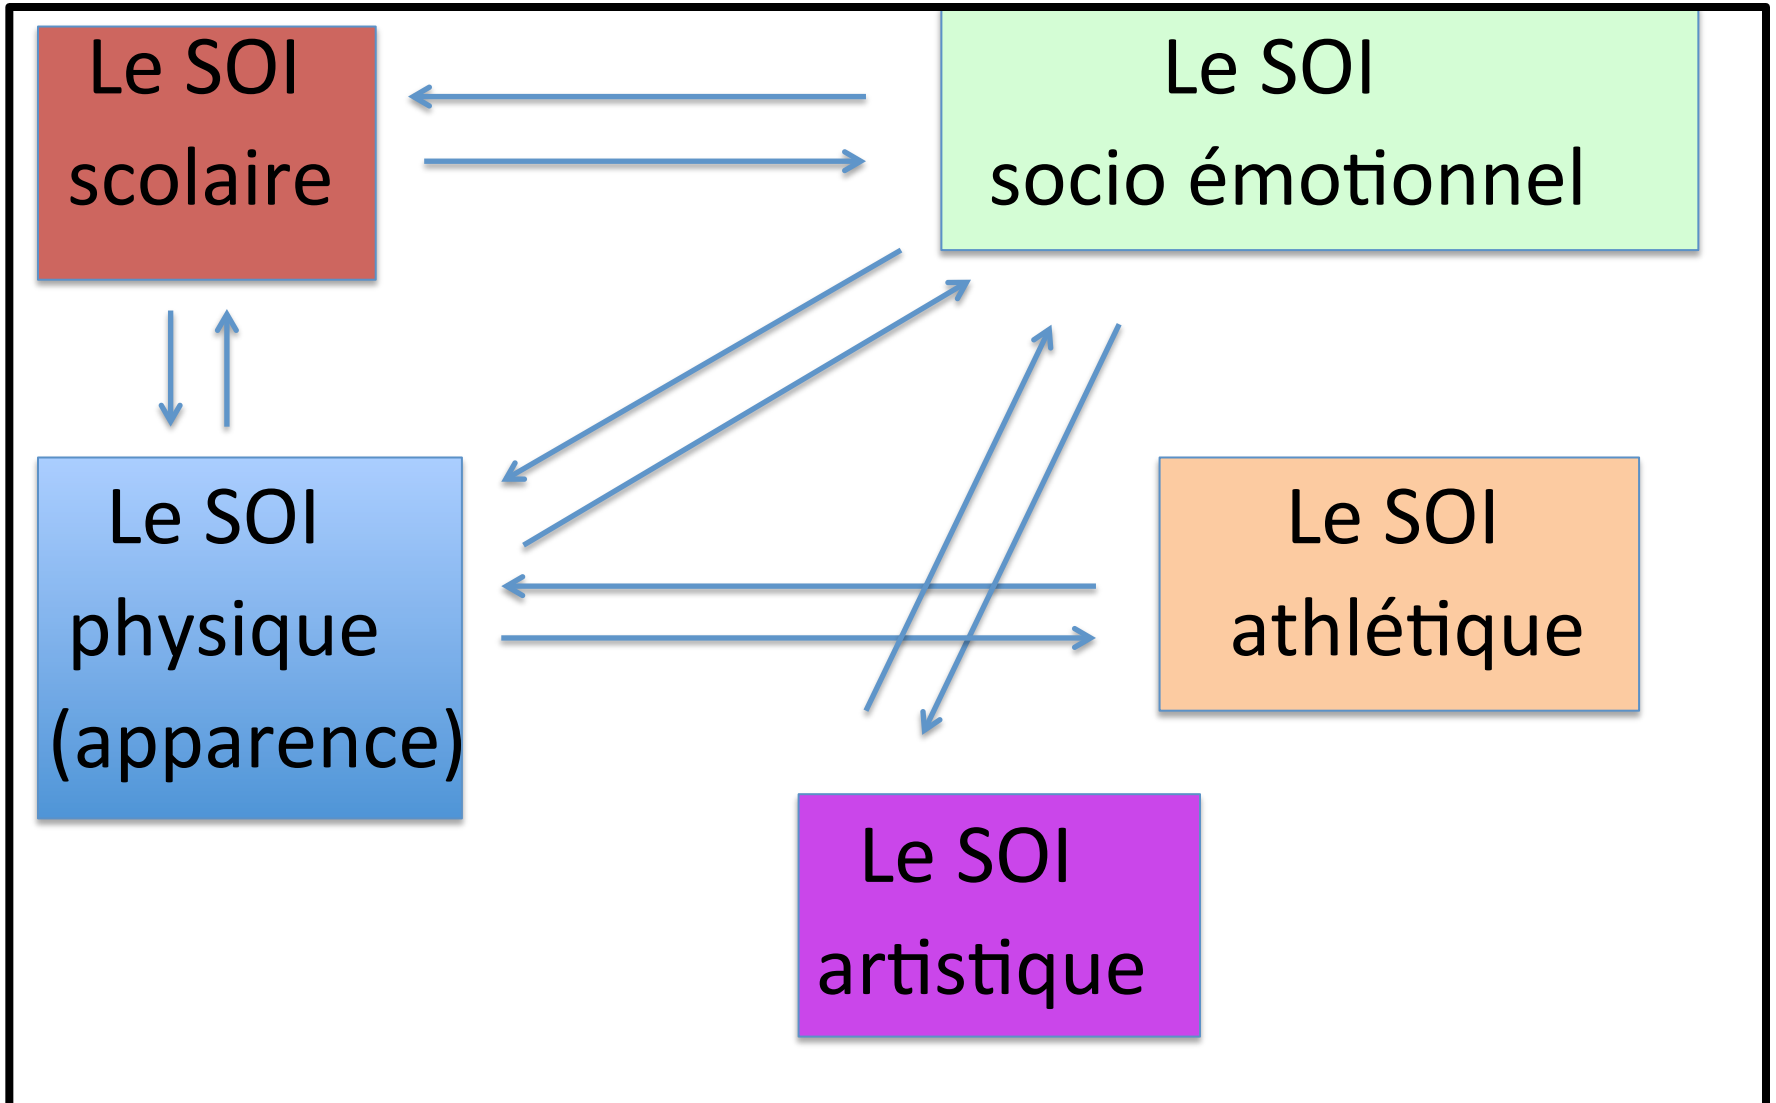 Le SOI
scolaire
Le SOI
socio émotionnel
Le SOI
physique
(apparence)
Le SOI
athlétique
Le SOI
artistique